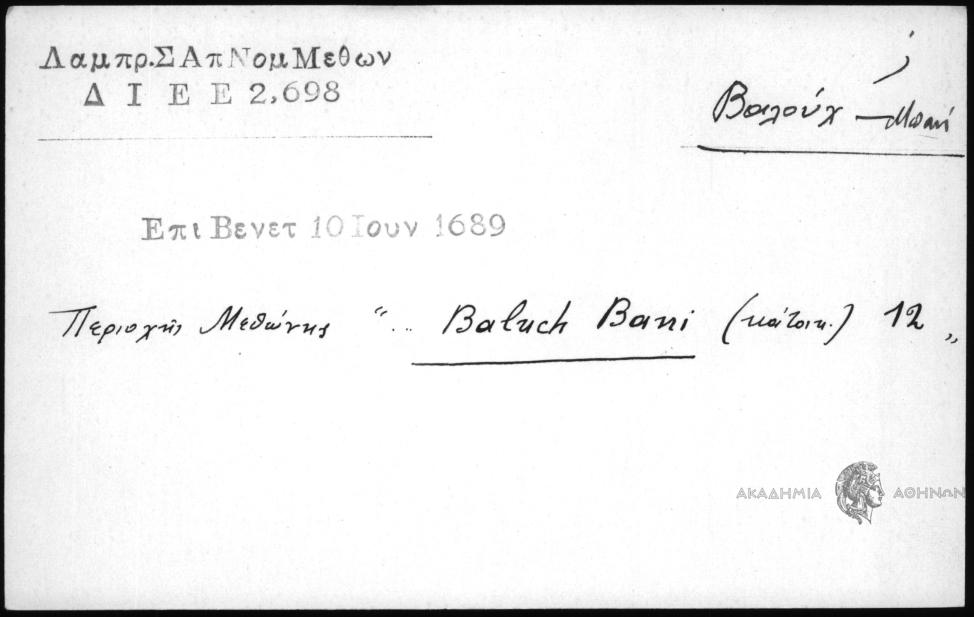 Λαμπρ.ΣΑπΝομΜεθων
Δ Ι Ε Ε 2,698
Βαλούχ – Μπανί
Επι Βενετ 10 Ιουν 1689
Περιοχής Μεθώνης “ .. Baluch Bani (κάτοικ.) 12 „
ΑΚΑΔΗΜΙΑ ΑΘΗΝΩΝ